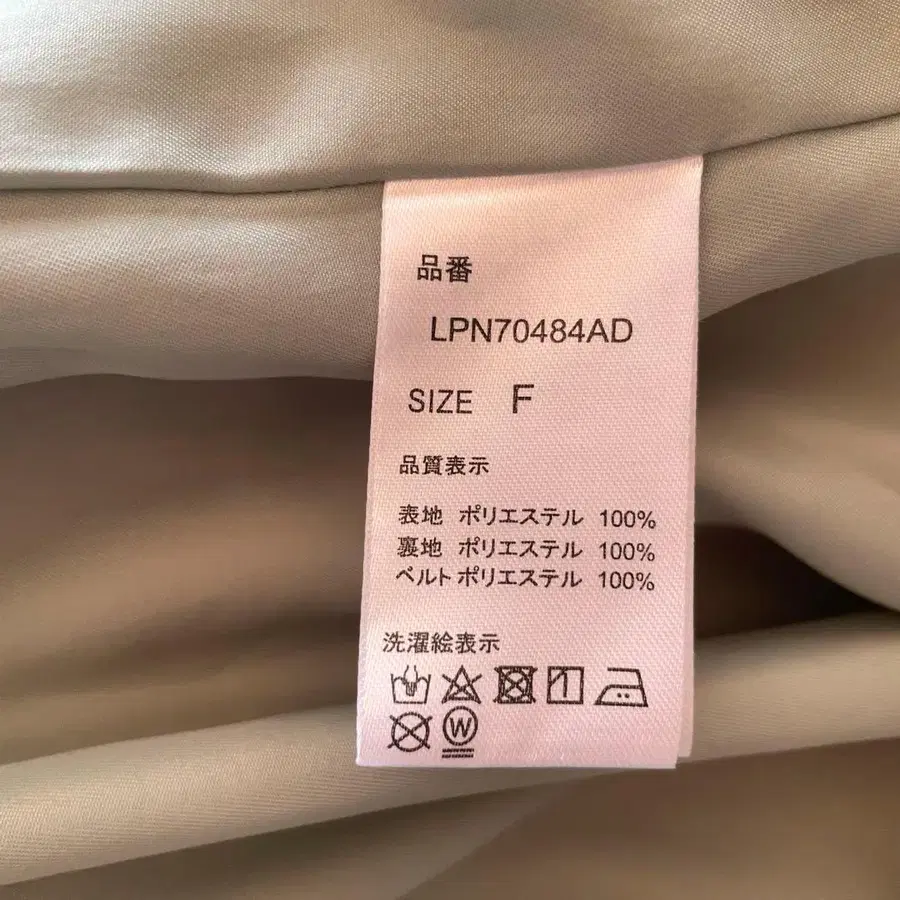 品番
LPN70484AD
SIZE F
品質表示
表地 ポリエステル 100%
裏地 ポリエステル 100%
ベルト ポリエステル 100%
洗濯絵表示
W